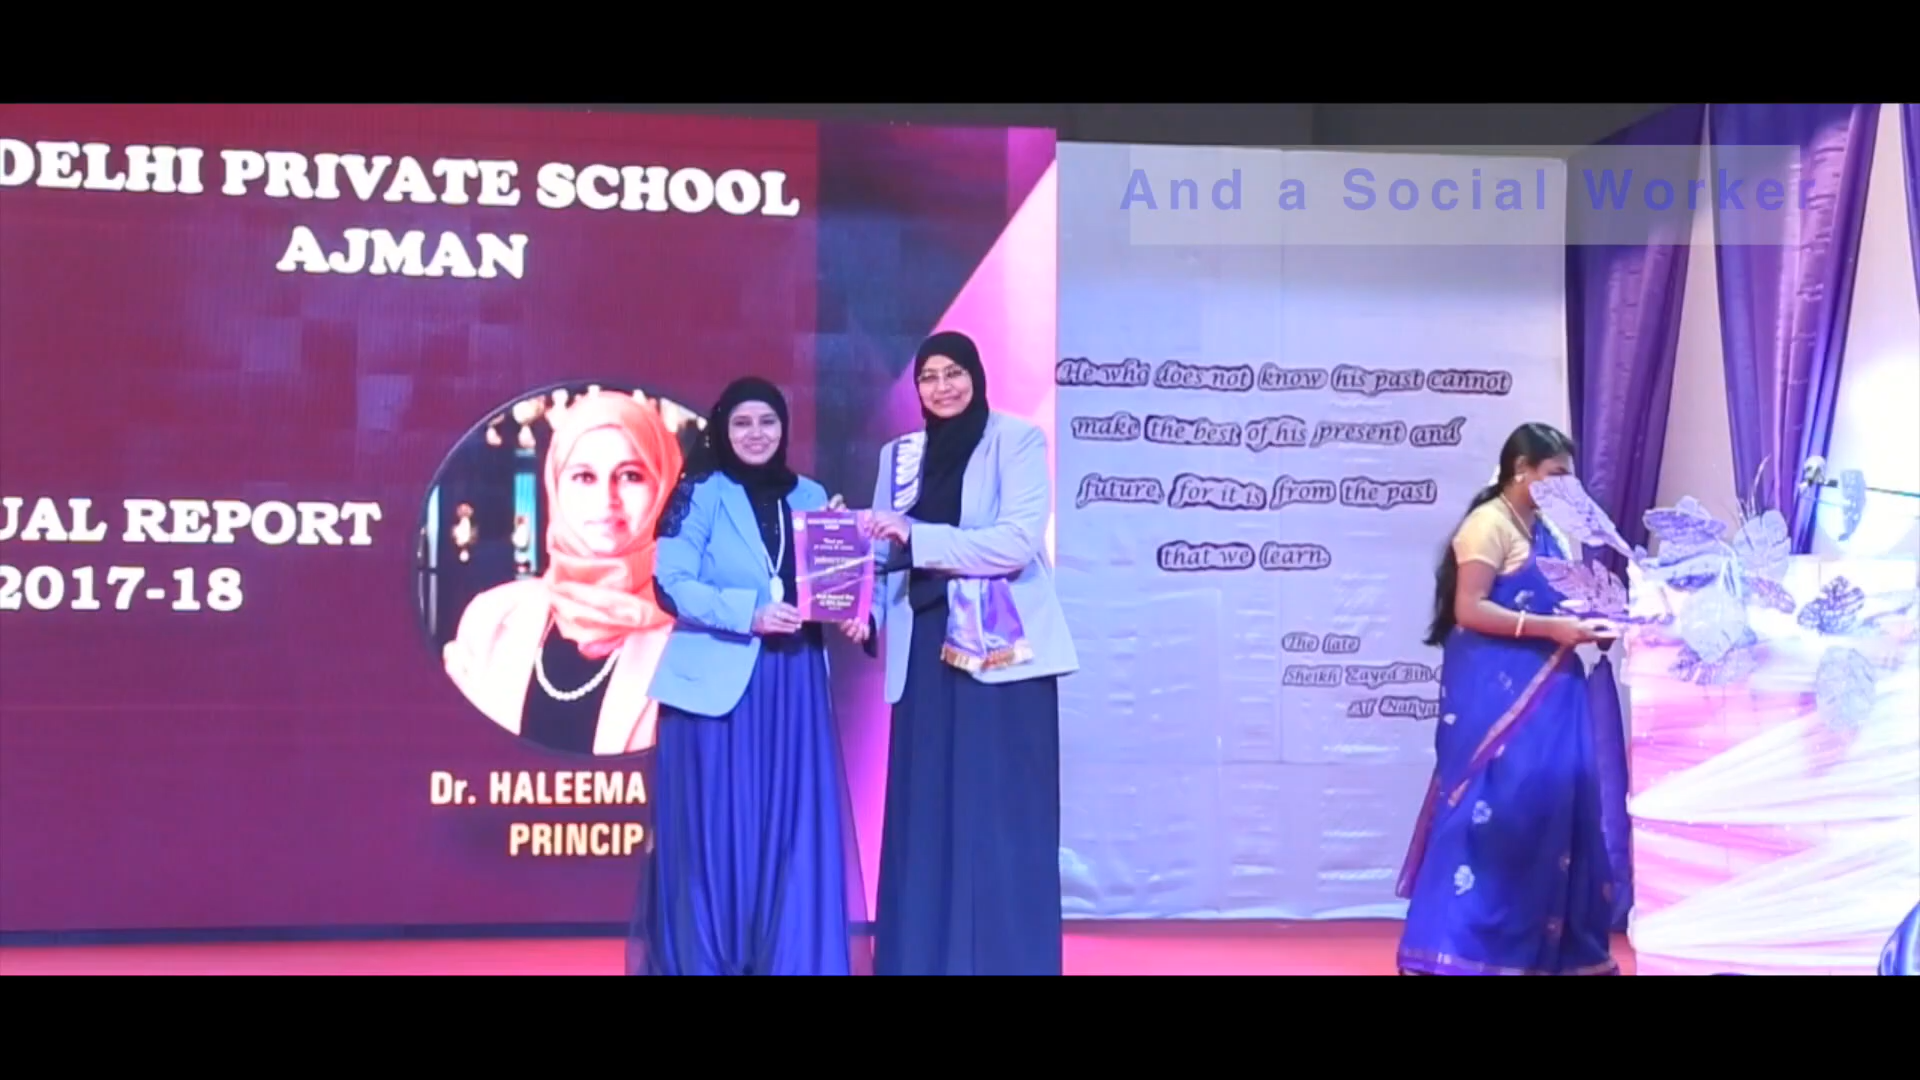 DELHI PRIVATE SCHOOL
AJMAN
UAL REPORT
2017-18
Dr. HALEEMA
PRINCIP
And a Social Worker
He who does not know his past cannot
make the best of his present and
future, for it is from the past
that we learn.
The late
Sheikh Zayed Bin
Al Nahya